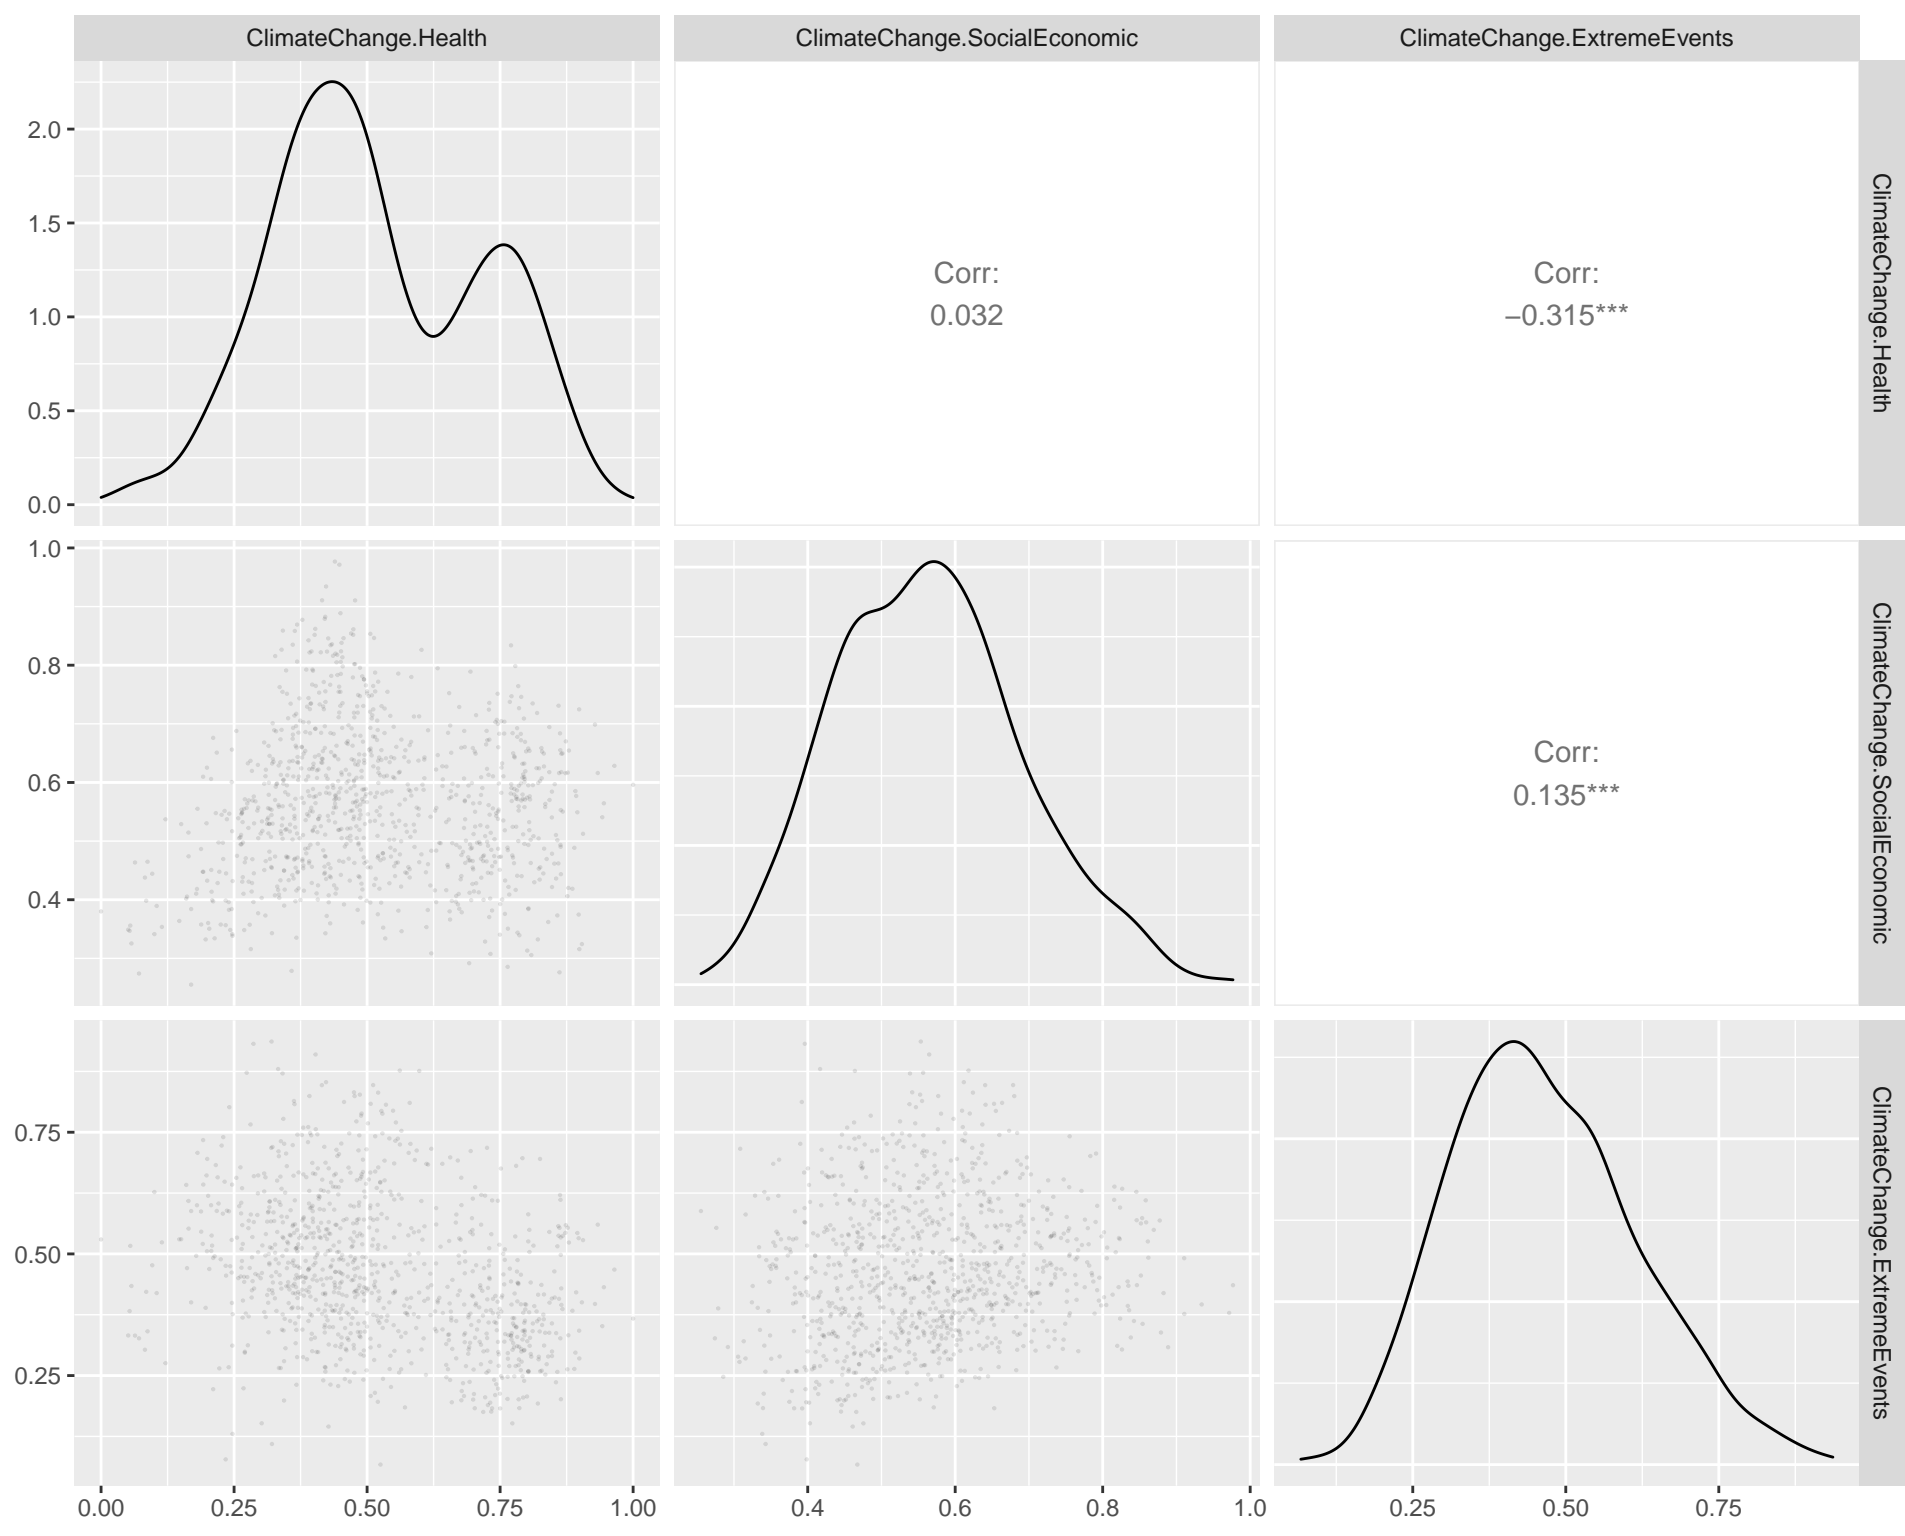 ClimateChange.Health
ClimateChange.SocialEconomic
ClimateChange.ExtremeEvents
2.0
1.5
1.0
0.5
0.0
Corr:
0.032
Corr:
−0.315***
ClimateChange.Health
1.0
0.8
0.6
0.4
Corr:
0.135***
ClimateChange.SocialEconomic
0.75
0.50
0.25
ClimateChange.ExtremeEvents
0.00 0.25 0.50 0.75 1.00
0.4 0.6 0.8 1.0
0.25 0.50 0.75